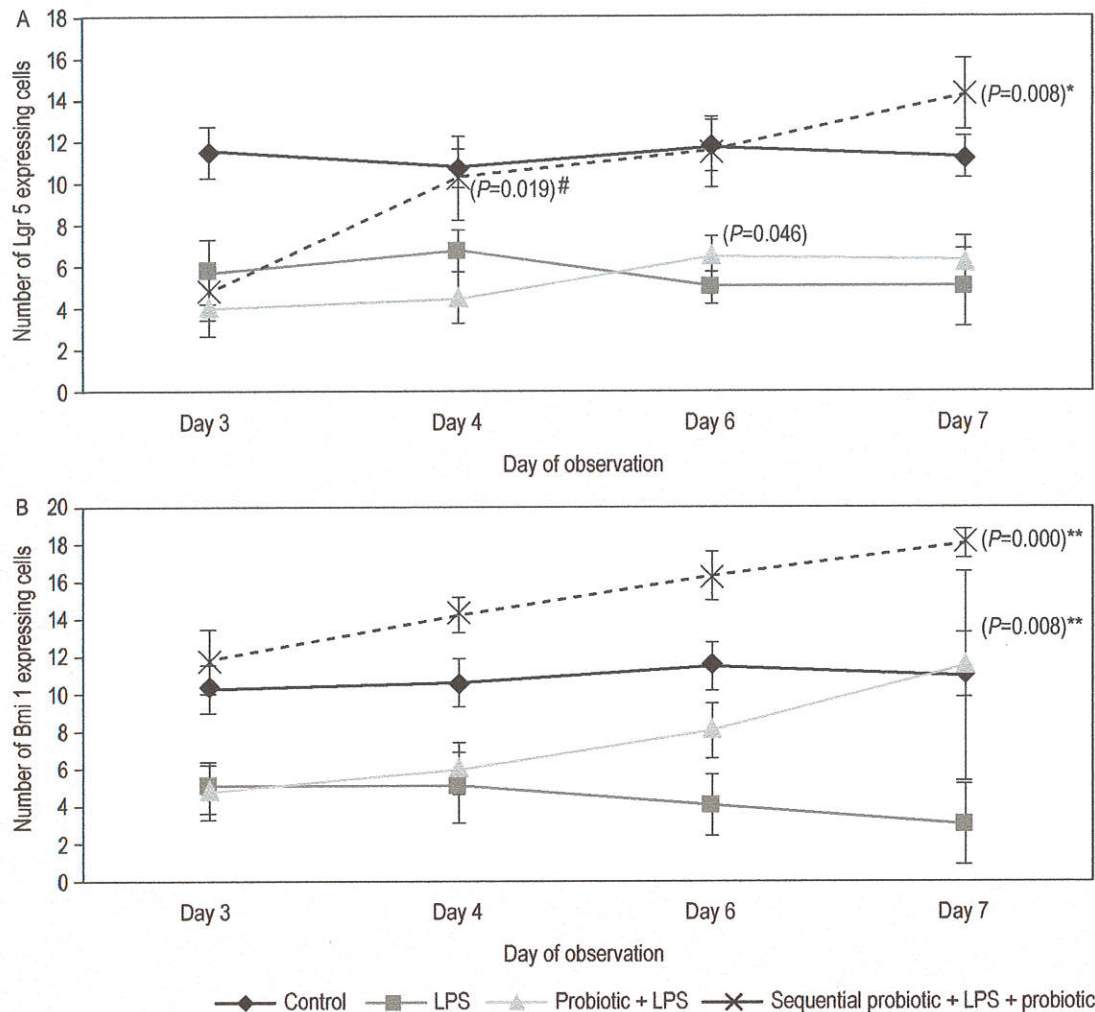 A
18
16
14
12
10
8
6
4
2
0
Number of Lgr 5 expressing cells
(P=0.008)*
(P=0.019)#
(P=0.046)
Day 3 Day 4 Day 6 Day 7
Day of observation
B
20
18
16
14
12
10
8
6
4
2
0
Number of Bmi 1 expressing cells
(P=0.000)**
(P=0.008)**
Day 3 Day 4 Day 6 Day 7
Day of observation
Control LPS Probiotic + LPS Sequential probiotic + LPS + probiotic